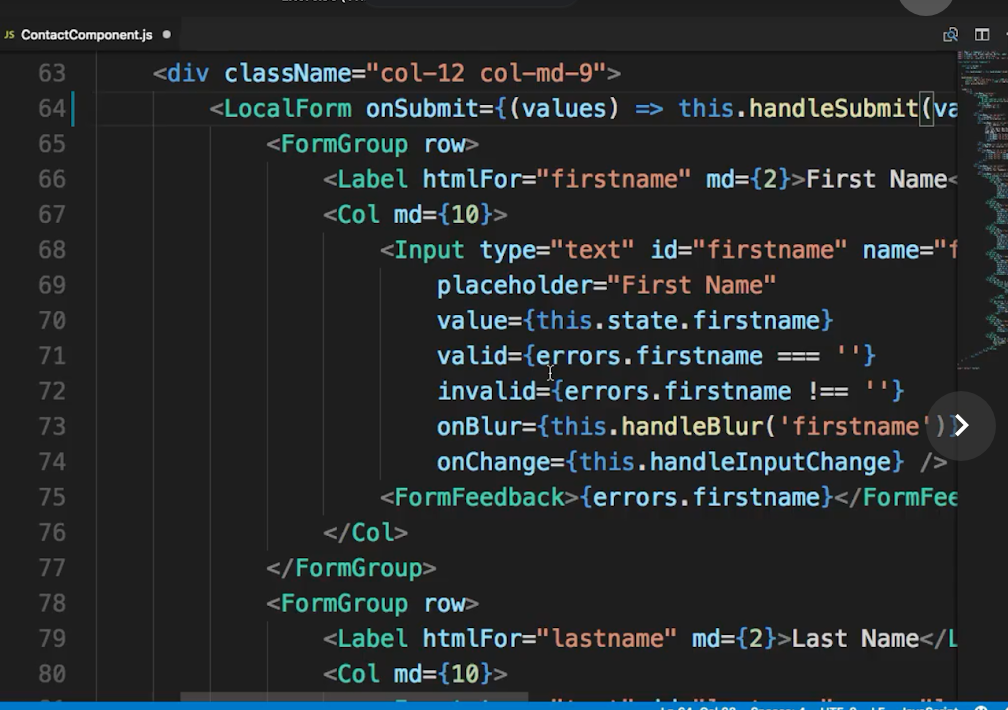 JS ContactComponent.js
63 <div className="col-12 col-md-9">
64 <LocalForm onSubmit={(values) => this.handleSubmit(va
65 <FormGroup row>
66 <Label htmlFor="firstname" md={2}>First Name<
67 <Col md={10}>
68 <Input type="text" id="firstname" name="f
69 placeholder="First Name"
70 value={this.state.firstname}
71 valid={errors.firstname === ''}
72 invalid={errors.firstname !== ''}
73 onBlur={this.handleBlur('firstname')}
74 onChange={this.handleInputChange} />
75 <FormFeedback>{errors.firstname}</FormFee
76 </Col>
77 </FormGroup>
78 <FormGroup row>
79 <Label htmlFor="lastname" md={2}>Last Name</L
80 <Col md={10}>